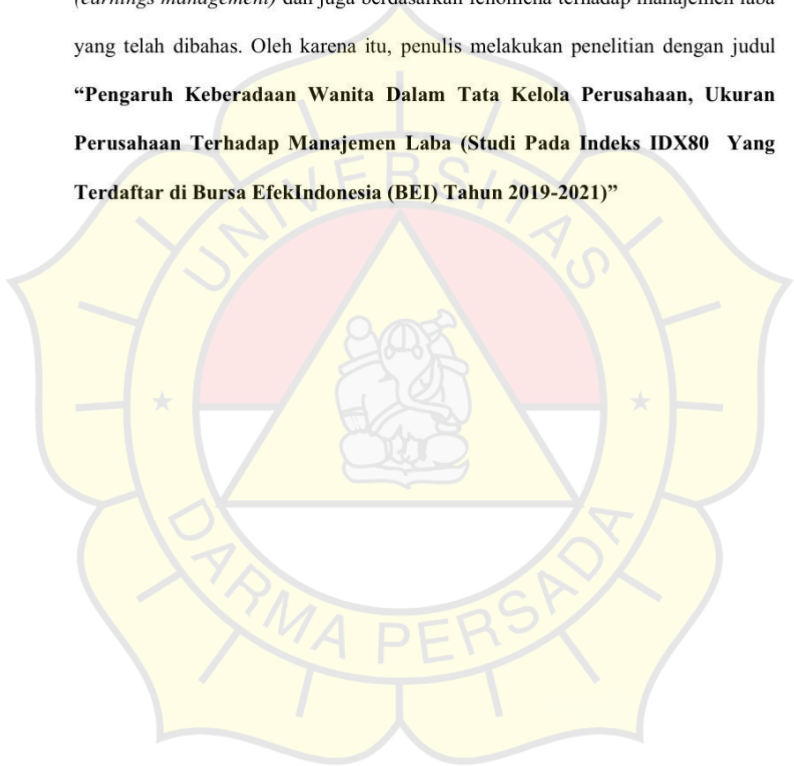 (earnings management) dan juga berdasarkan fenomena terhadap manajemen laba
yang telah dibahas. Oleh karena itu, penulis melakukan penelitian dengan judul
“Pengaruh Keberadaan Wanita Dalam Tata Kelola Perusahaan, Ukuran
Perusahaan Terhadap Manajemen Laba (Studi Pada Indeks IDX80 Yang
Terdaftar di Bursa EfekIndonesia (BEI) Tahun 2019-2021)”
UNIVERSITAS
DARMA PERSADA